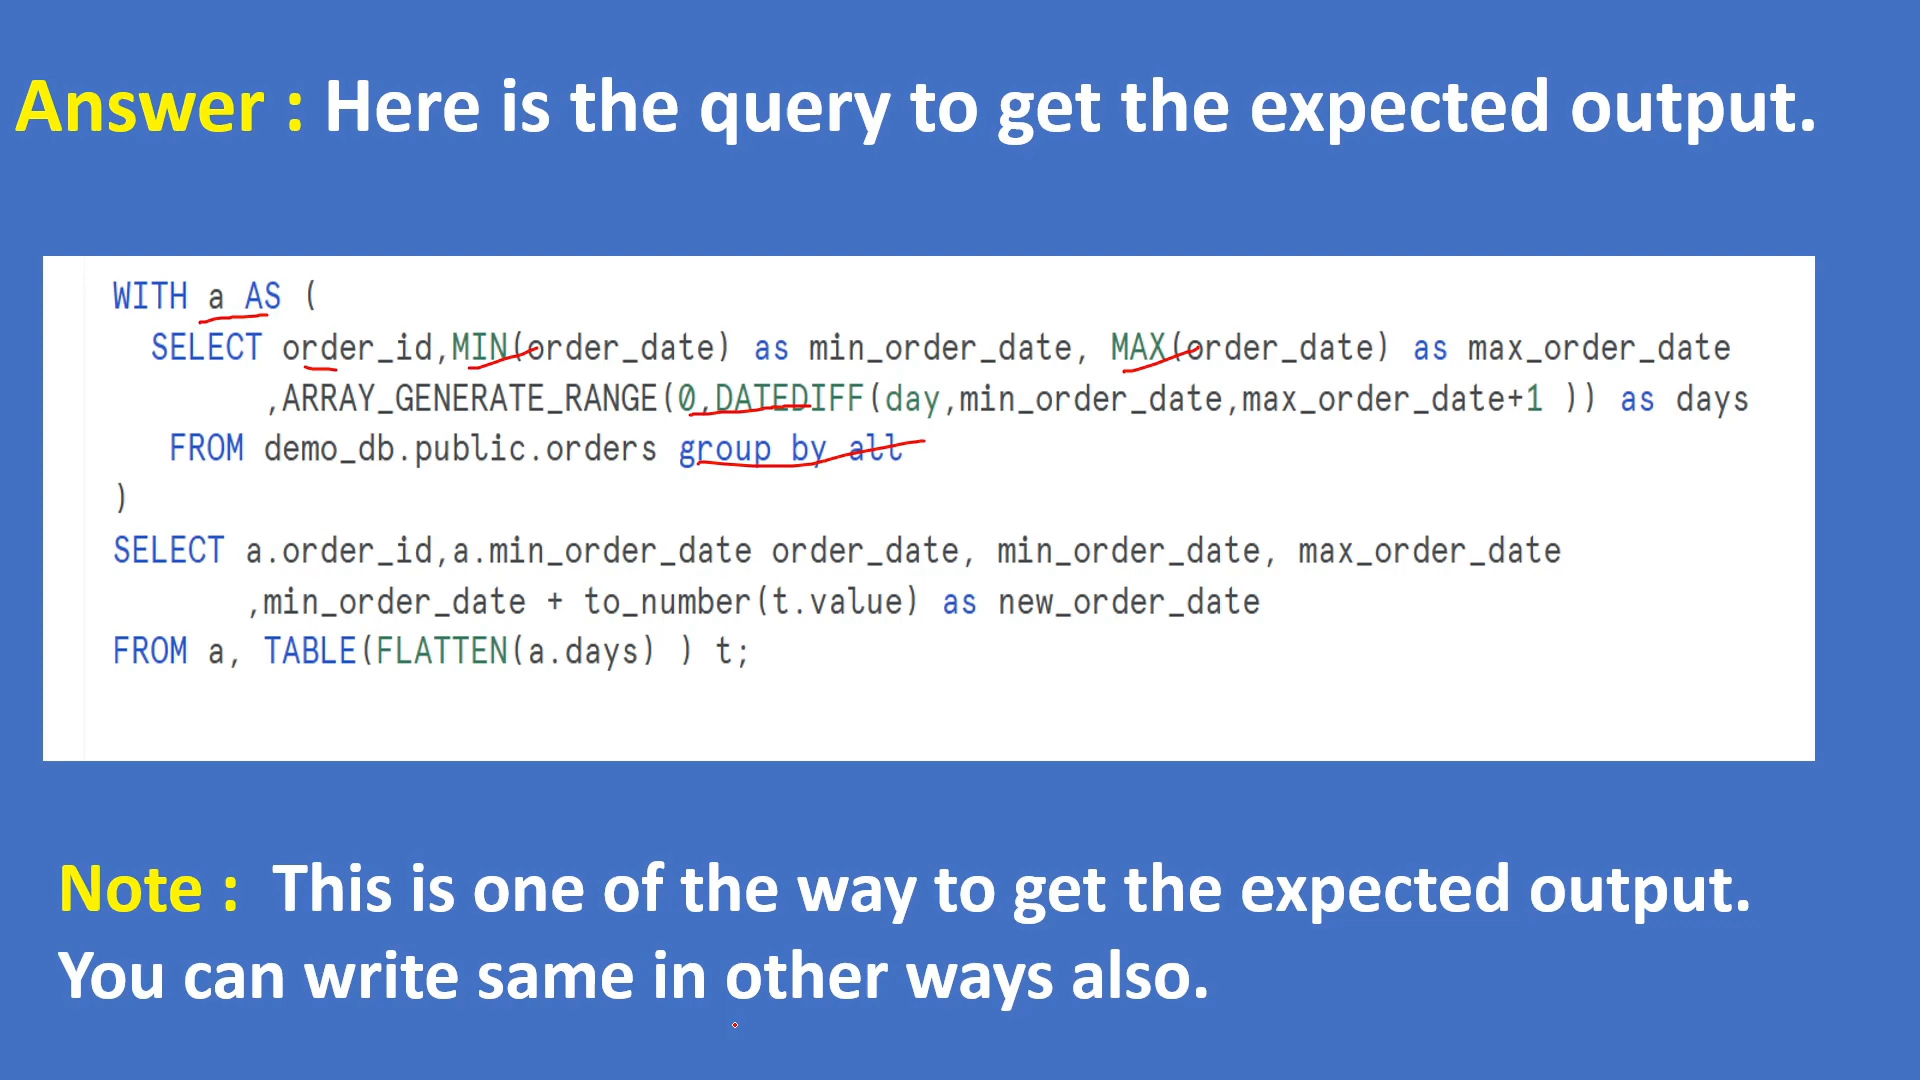 Answer : Here is the query to get the expected output.
WITH a AS (
SELECT order_id,MIN(order_date) as min_order_date, MAX(order_date) as max_order_date
,ARRAY_GENERATE_RANGE(0,DATEDIFF(day,min_order_date,max_order_date+1 )) as days
FROM demo_db.public.orders group by all
)
SELECT a.order_id,a.min_order_date order_date, min_order_date, max_order_date
,min_order_date + to_number(t.value) as new_order_date
FROM a, TABLE(FLATTEN(a.days) ) t;
Note : This is one of the way to get the expected output.
You can write same in other ways also.